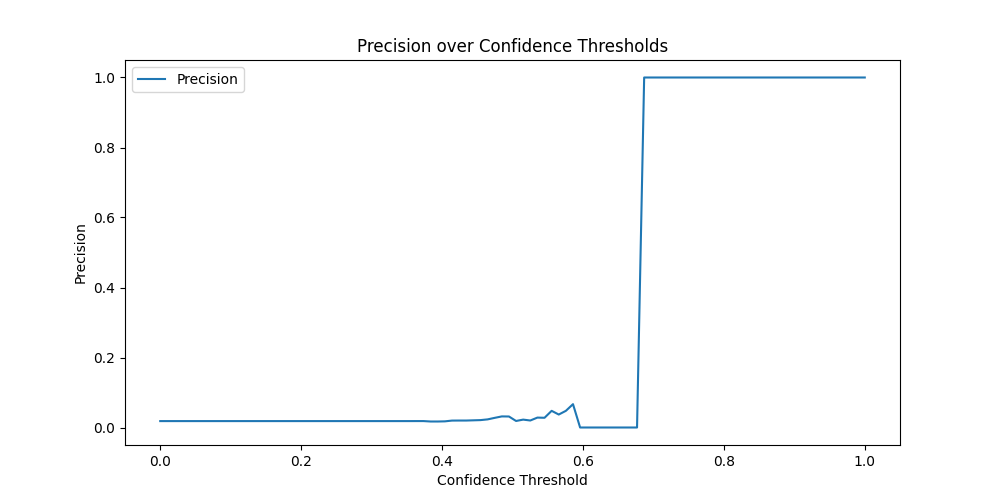 Precision over Confidence Thresholds
Precision
1.0
0.8
0.6
0.4
0.2
0.0
Precision
0.0 0.2 0.4 0.6 0.8 1.0
Confidence Threshold